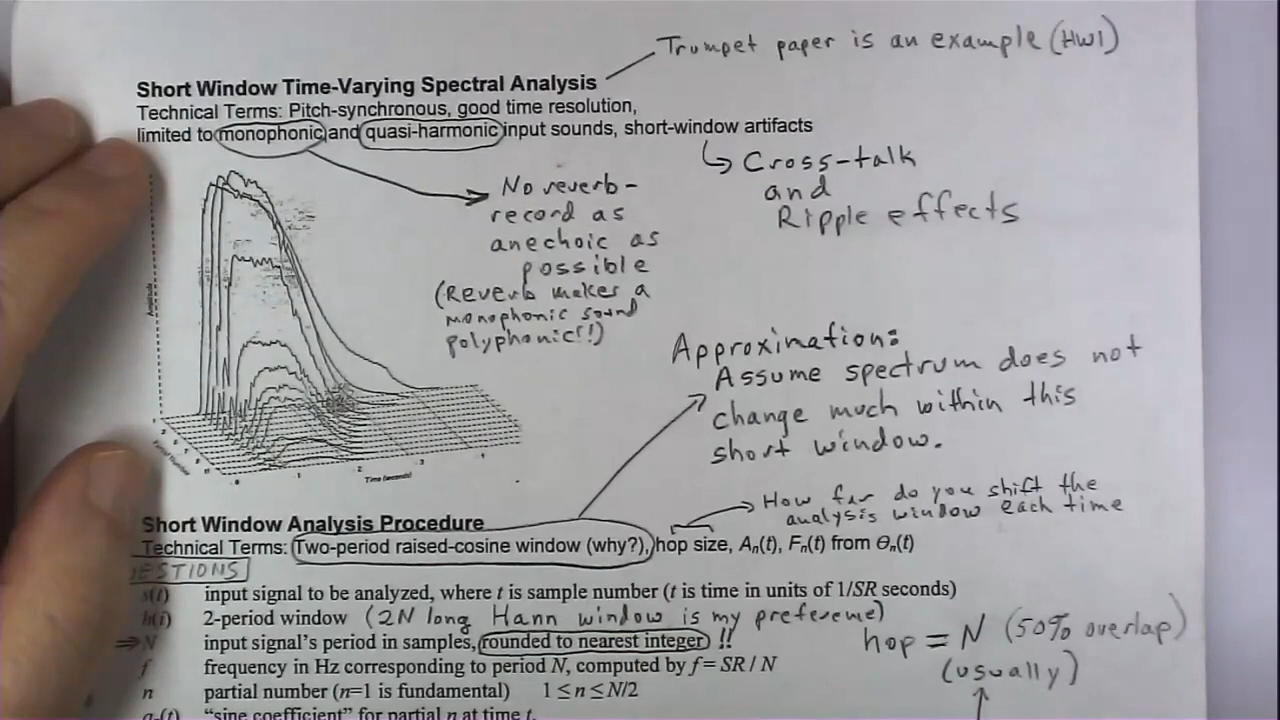 Trumpet paper is an example (HW1)
Short Window Time-Varying Spectral Analysis
Technical Terms: Pitch-synchronous, good time resolution,
limited to monophonic and quasi-harmonic input sounds, short-window artifacts
Cross-talk
and
Ripple effects
No reverb-
record as
anechoic as
possible
(Reverb makes a
monophonic sound
polyphonic!!)
Amplitude
Time (seconds)
Approximation:
Assume spectrum does not
change much within this
short window.
How far do you shift the
analysis window each time
Short Window Analysis Procedure
Technical Terms: Two-period raised-cosine window (why?), hop size, An(t), Fn(t) from Θn(t)
IESTIONS
s(t) input signal to be analyzed, where t is sample number (t is time in units of 1/SR seconds)
h(i) 2-period window (2N long Hann window is my preference)
⇒ N input signal's period in samples, rounded to nearest integer !!
f frequency in Hz corresponding to period N, computed by f = SR / N
n partial number (n=1 is fundamental) 1 ≤ n ≤ N/2
"sine coefficient" for partial n at time t.
hop = N (50% overlap)
(usually)